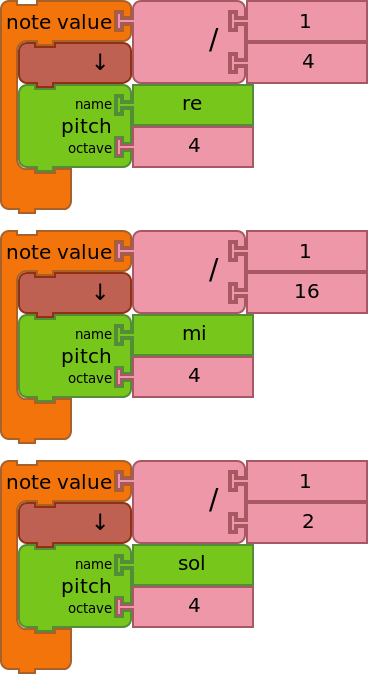 note value / 1
↓ 4
name re
pitch
octave 4
note value / 1
↓ 16
name mi
pitch
octave 4
note value / 1
↓ 2
name sol
pitch
octave 4